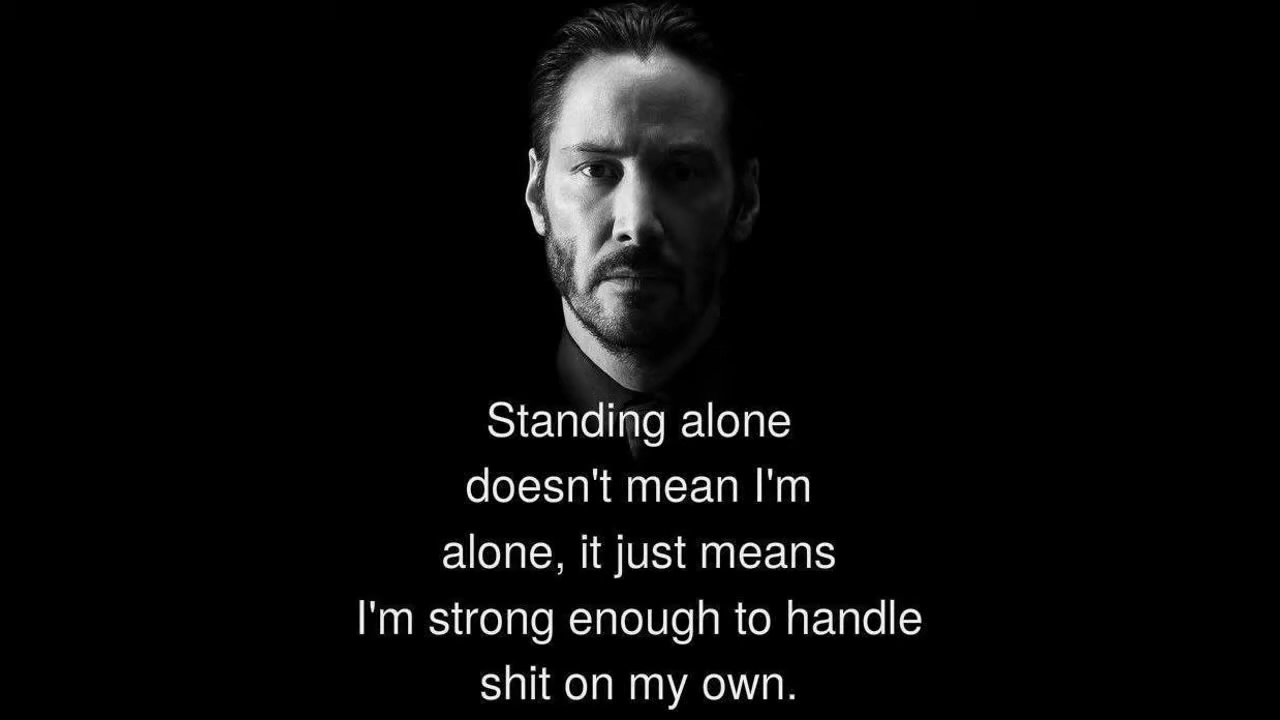 Standing alone
doesn't mean I'm
alone, it just means
I'm strong enough to handle
shit on my own.